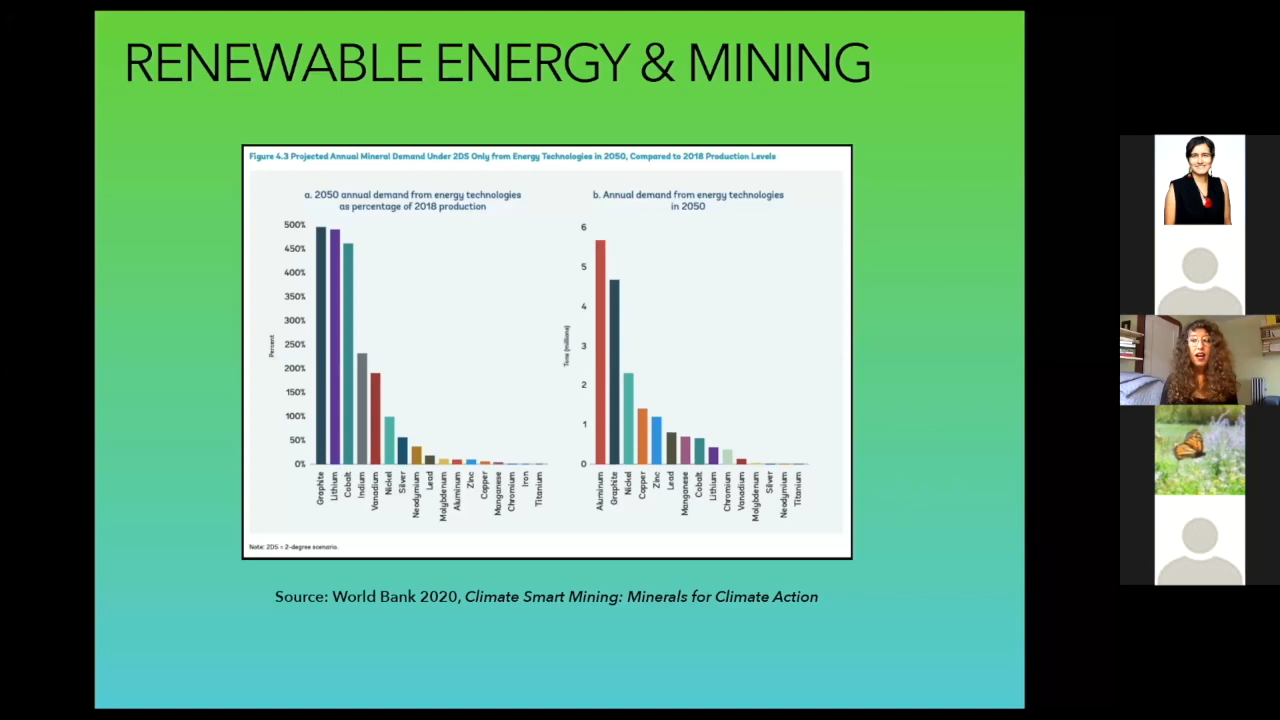 RENEWABLE ENERGY & MINING
Figure 4.3 Projected Annual Mineral Demand Under 2DS Only from Energy Technologies in 2050, Compared to 2018 Production Levels
a. 2050 annual demand from energy technologies
as percentage of 2018 production
500%
450%
400%
350%
300%
250%
200%
150%
100%
50%
0%
Percent
Graphite
Lithium
Cobalt
Indium
Vanadium
Nickel
Silver
Neodymium
Lead
Molybdenum
Aluminum
Zinc
Copper
Manganese
Chromium
Iron
Titanium
b. Annual demand from energy technologies
in 2050
6
5
4
3
2
1
0
Tons (millions)
Aluminum
Graphite
Nickel
Copper
Zinc
Lead
Manganese
Cobalt
Lithium
Chromium
Vanadium
Molybdenum
Silver
Neodymium
Titanium
Note: 2DS = 2-degree scenario.
Source: World Bank 2020, Climate Smart Mining: Minerals for Climate Action